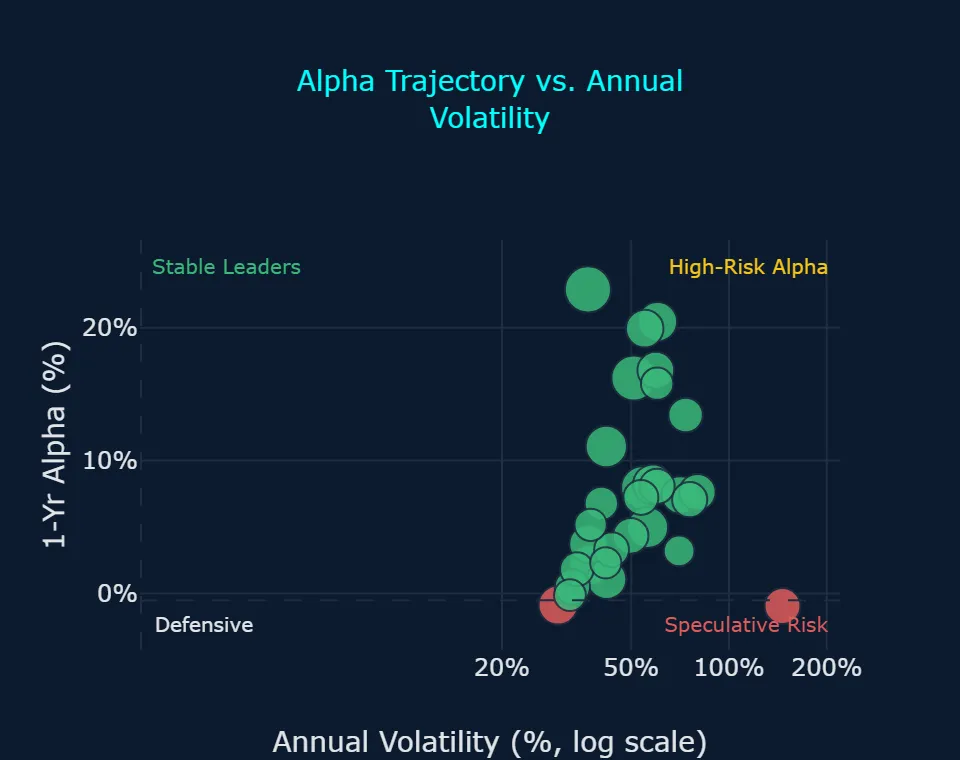 Alpha Trajectory vs. Annual
Volatility
Stable Leaders
High-Risk Alpha
20%
10%
0%
1-Yr Alpha (%)
Defensive
Speculative Risk
20%
50%
100%
200%
Annual Volatility (%, log scale)